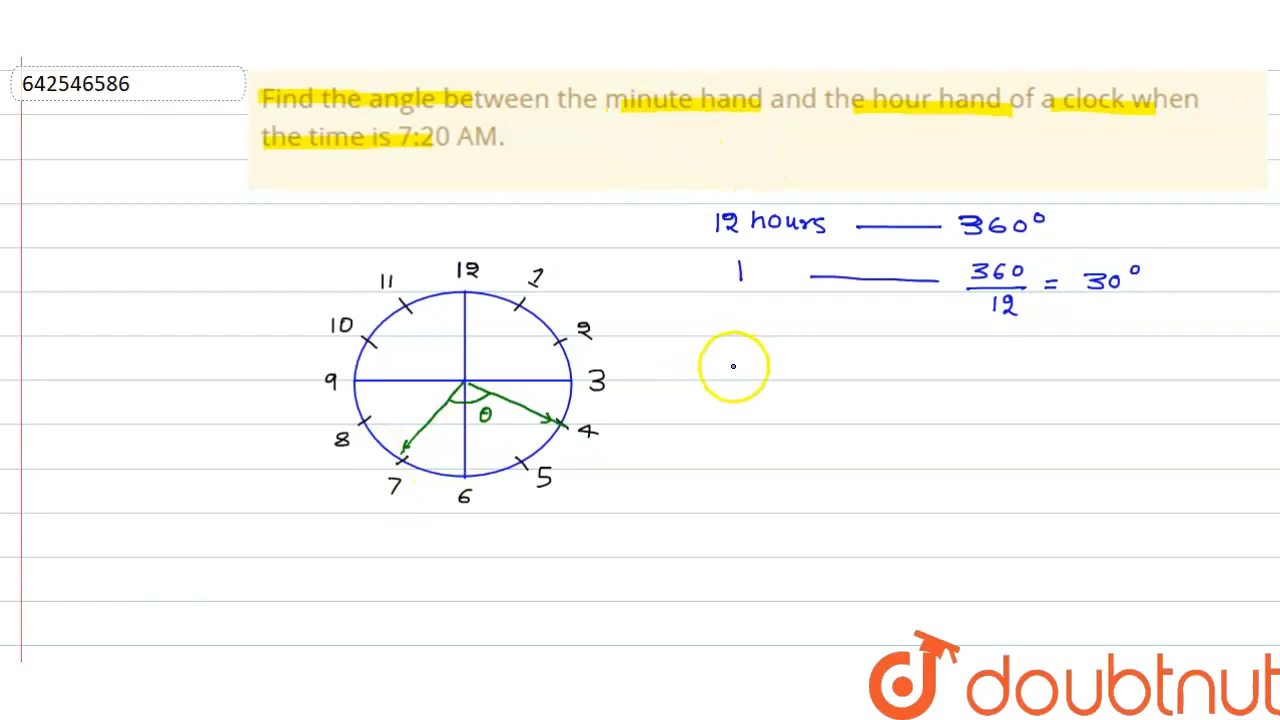 642546586
Find the angle between the minute hand and the hour hand of a clock when
the time is 7:20 AM.
12 hours —— 360°
1 —— 360/12 = 30°
12
11 1
10 2
9 3
θ
8 4
7 5
6
doubtnut